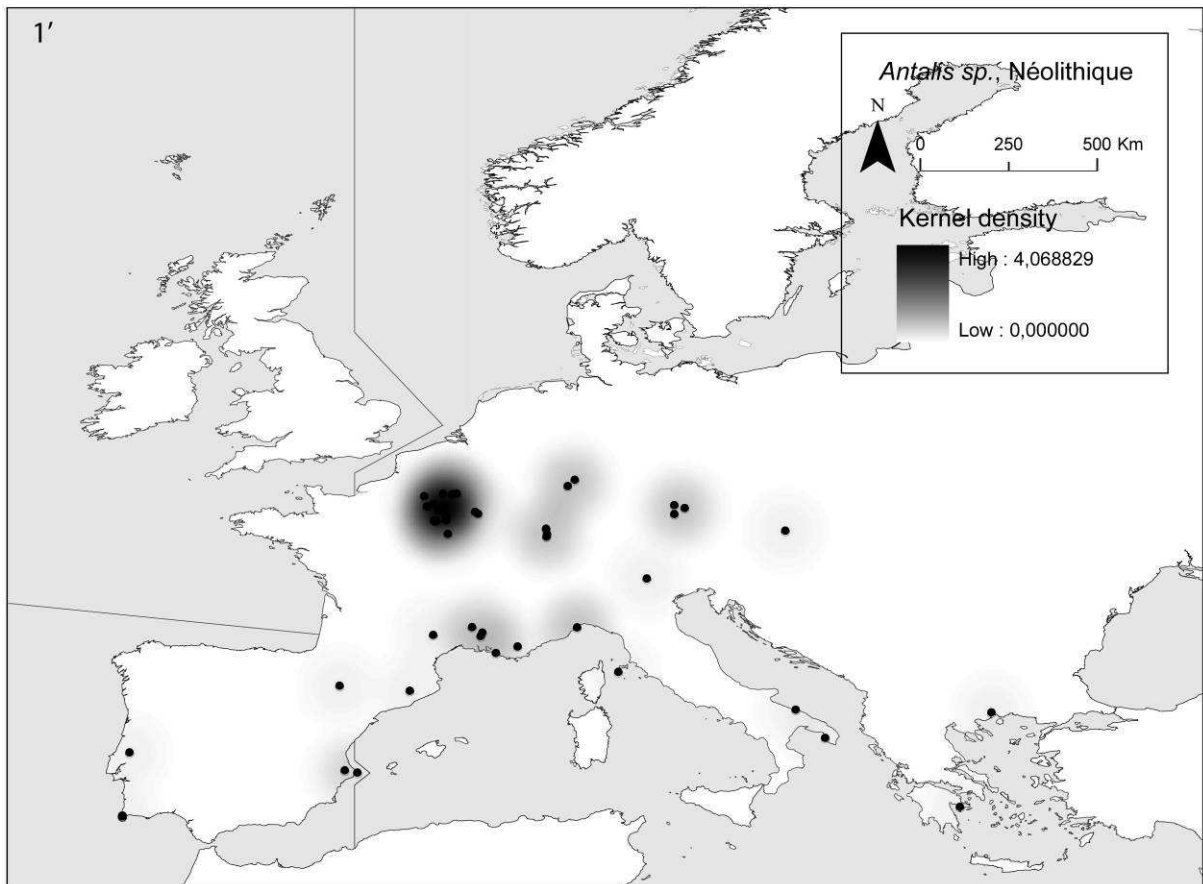 1′
Antalis sp., Néolithique
N
0 250 500 Km
Kernel density
High : 4,068829
Low : 0,000000